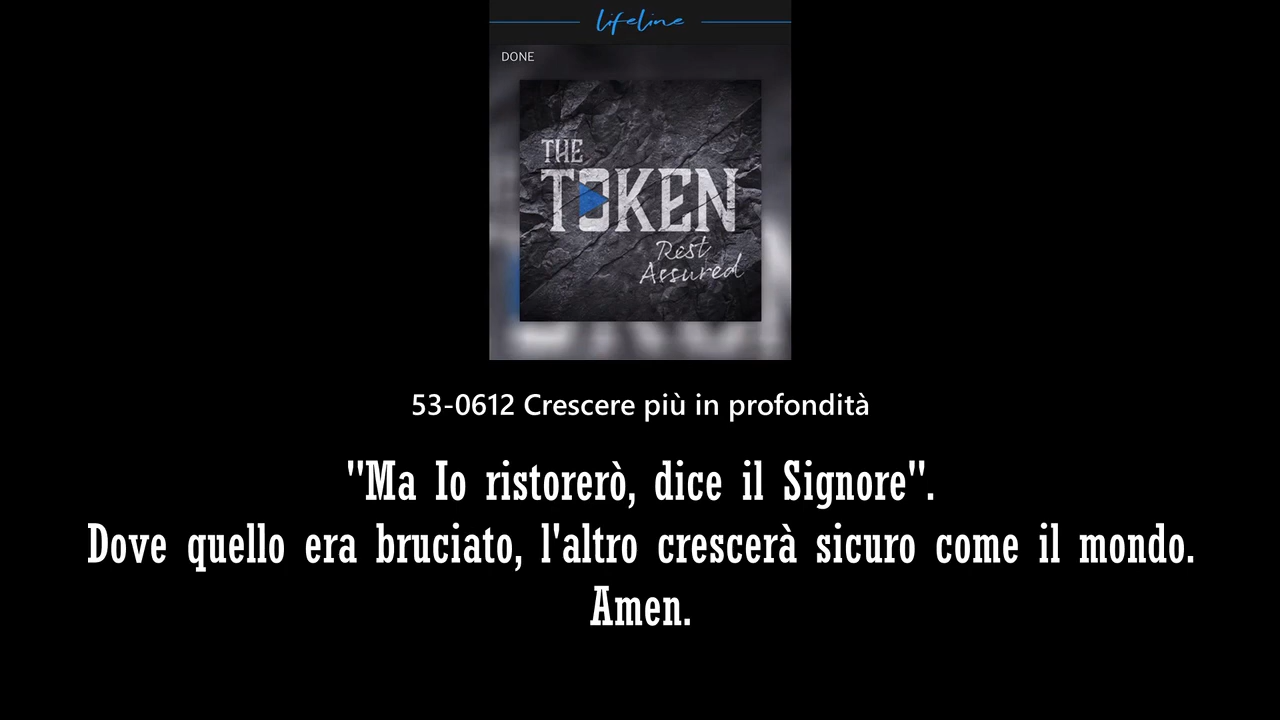 lifeline
DONE
THE
TOKEN
Rest
Assured
53-0612 Crescere più in profondità
"Ma Io ristorerò, dice il Signore".
Dove quello era bruciato, l'altro crescerà sicuro come il mondo.
Amen.